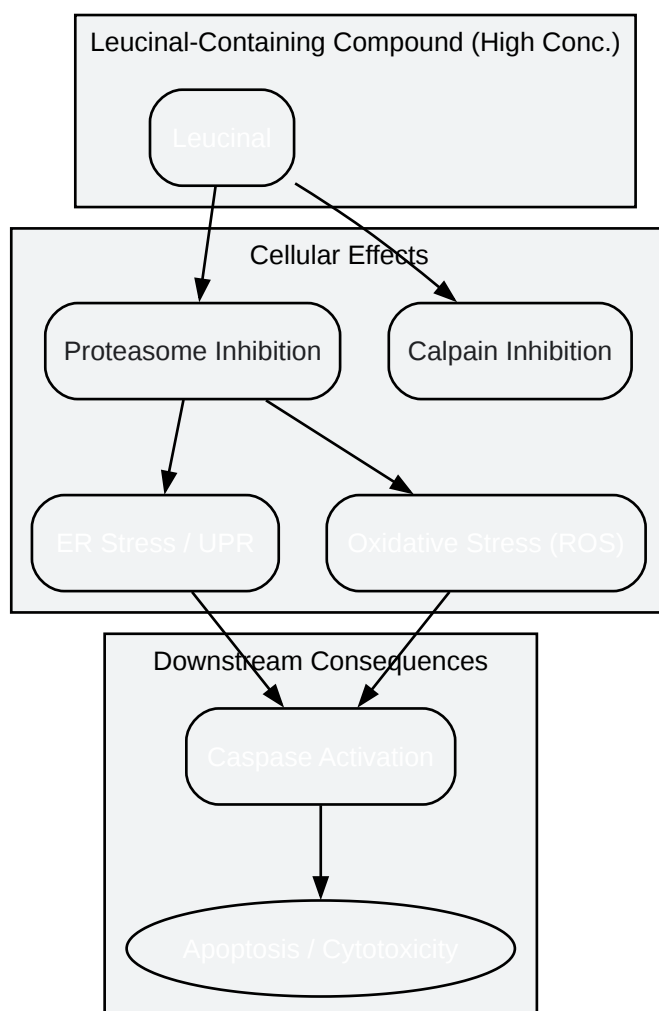 Leucinal-Containing Compound (High Conc.)
Leucinal
Cellular Effects
Proteasome Inhibition
Calpain Inhibition
ER Stress / UPR
Oxidative Stress (ROS)
Downstream Consequences
Caspase Activation
Apoptosis / Cytotoxicity